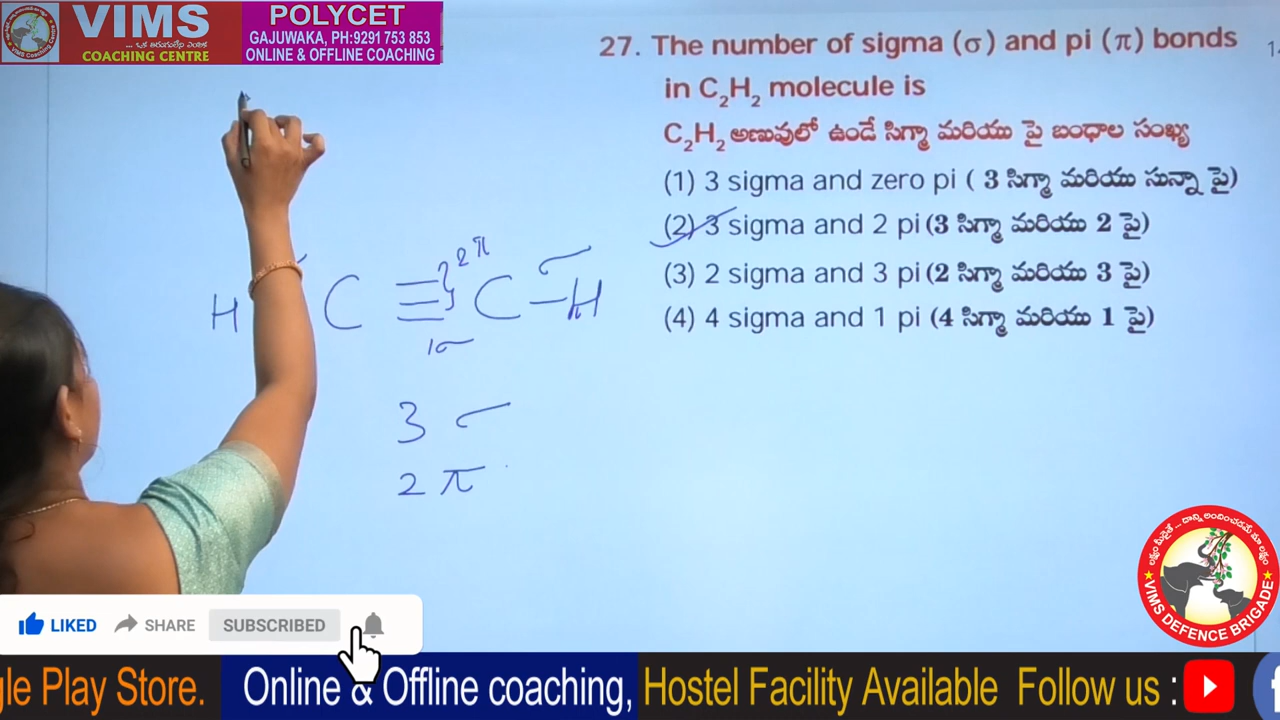 VIMS
... ఒక తిరుగులేని ఎంపిక
COACHING CENTRE
POLYCET
GAJUWAKA, PH:9291 753 853
ONLINE & OFFLINE COACHING
27. The number of sigma (σ) and pi (π) bonds
in C₂H₂ molecule is
C₂H₂ అణువులో ఉండే సిగ్మా మరియు పై బంధాల సంఖ్య
(1) 3 sigma and zero pi ( 3 సిగ్మా మరియు సున్నా పై)
(2) 3 sigma and 2 pi (3 సిగ్మా మరియు 2 పై)
(3) 2 sigma and 3 pi (2 సిగ్మా మరియు 3 పై)
(4) 4 sigma and 1 pi (4 సిగ్మా మరియు 1 పై)
2π σ
H C ≡ C – H
1σ
3 σ
2 π
VIMS DEFENCE BRIGADE
LIKED SHARE SUBSCRIBED
gle Play Store. Online & Offline coaching, Hostel Facility Available Follow us :